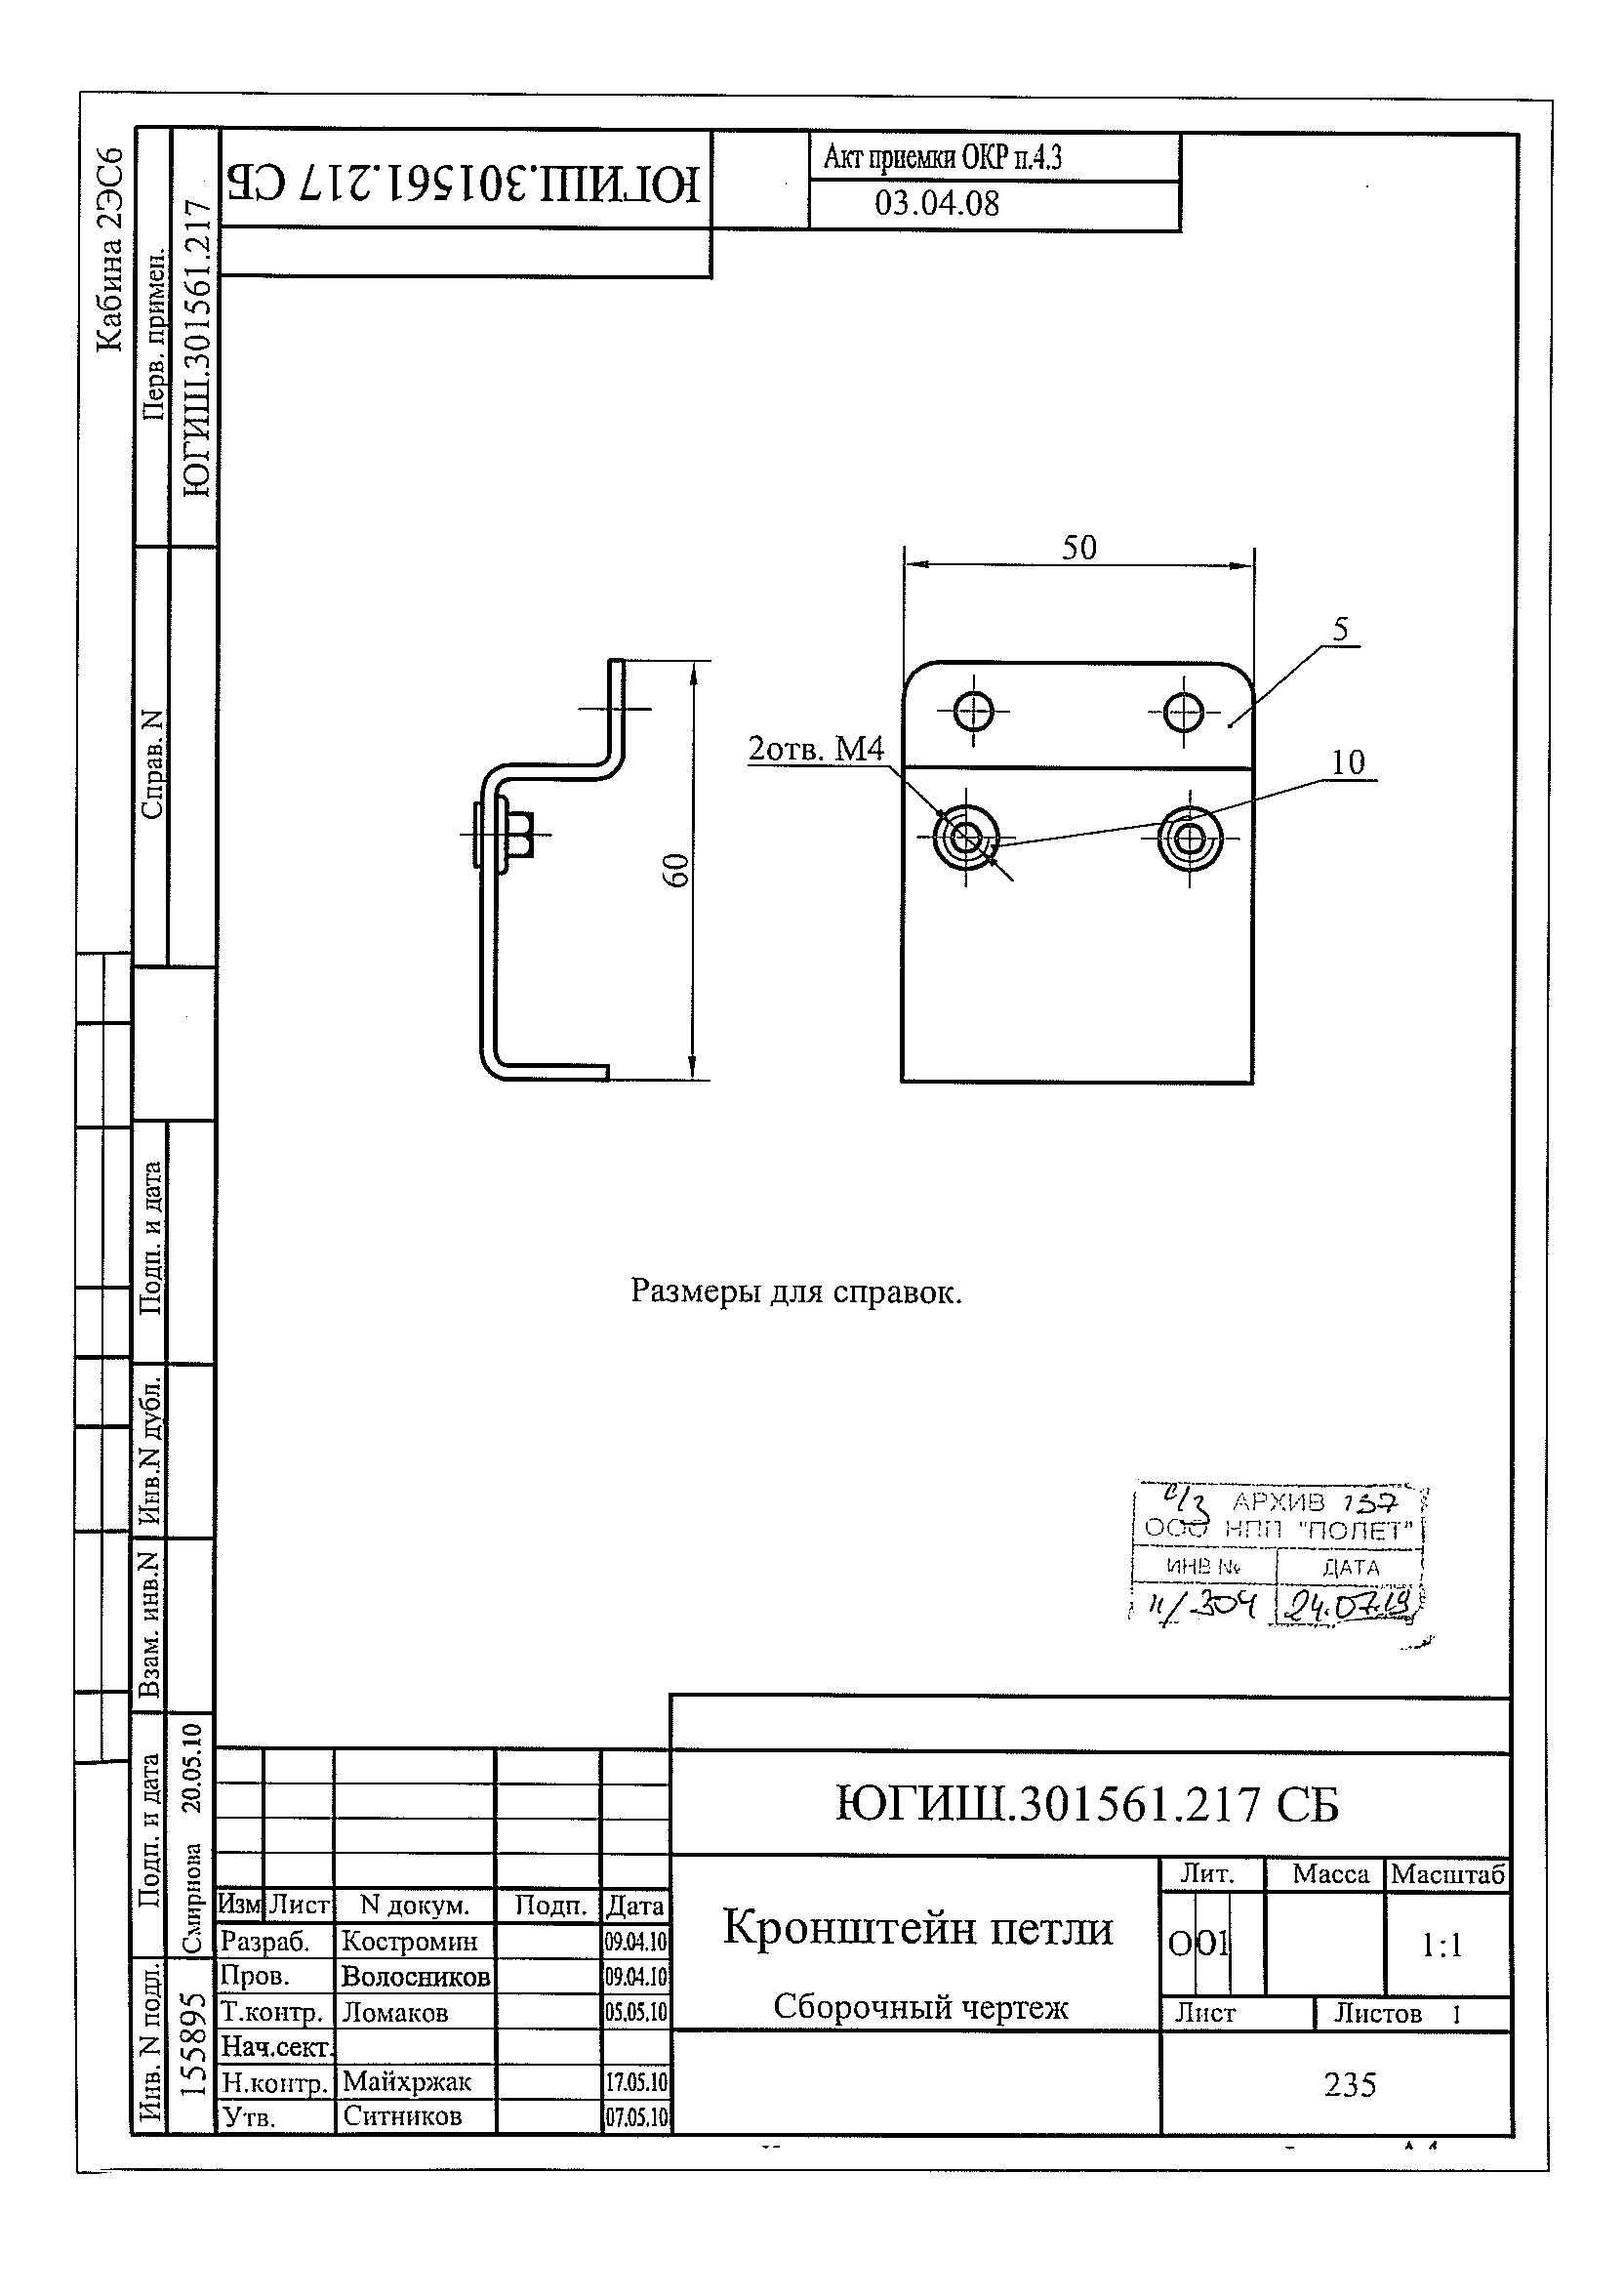 Кабина 2ЭС6
Перв. примен.
ЮГИШ.301561.217
Справ. N
Подп. и дата
Инв.N дубл.
Взам. инв.N
Подп. и дата
Смирнова 20.05.10
Инв. N подл.
155895
ЮГИШ.301561.217 СБ
Акт приемки ОКР п.4.3
03.04.08
50
5
2отв. М4
10
60
Размеры для справок.
АРХИВ 137
ООО НПП "ПОЛЕТ"
ИНВ № ДАТА
24.07.19
ЮГИШ.301561.217 СБ
Изм Лист N докум. Подп. Дата
Разраб. Костромин 09.04.10
Пров. Волосников 09.04.10
Т.контр. Ломаков 05.05.10
Нач.сект.
Н.контр. Майхржак 17.05.10
Утв. Ситников 07.05.10
Кронштейн петли
Сборочный чертеж
Лит. Масса Масштаб
О О1 1:1
Лист Листов 1
235